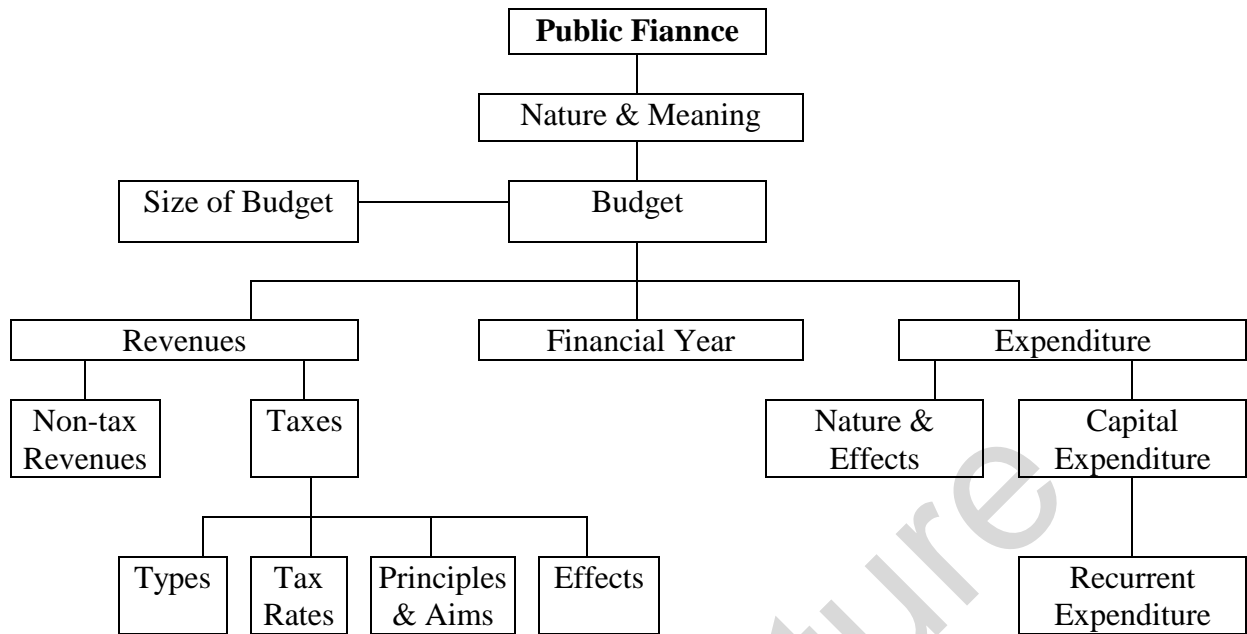 Public Fiannce
Nature & Meaning
Size of Budget
Budget
Revenues
Financial Year
Expenditure
Non-tax
Revenues
Taxes
Nature &
Effects
Capital
Expenditure
Types
Tax
Rates
Principles
& Aims
Effects
Recurrent
Expenditure
ture